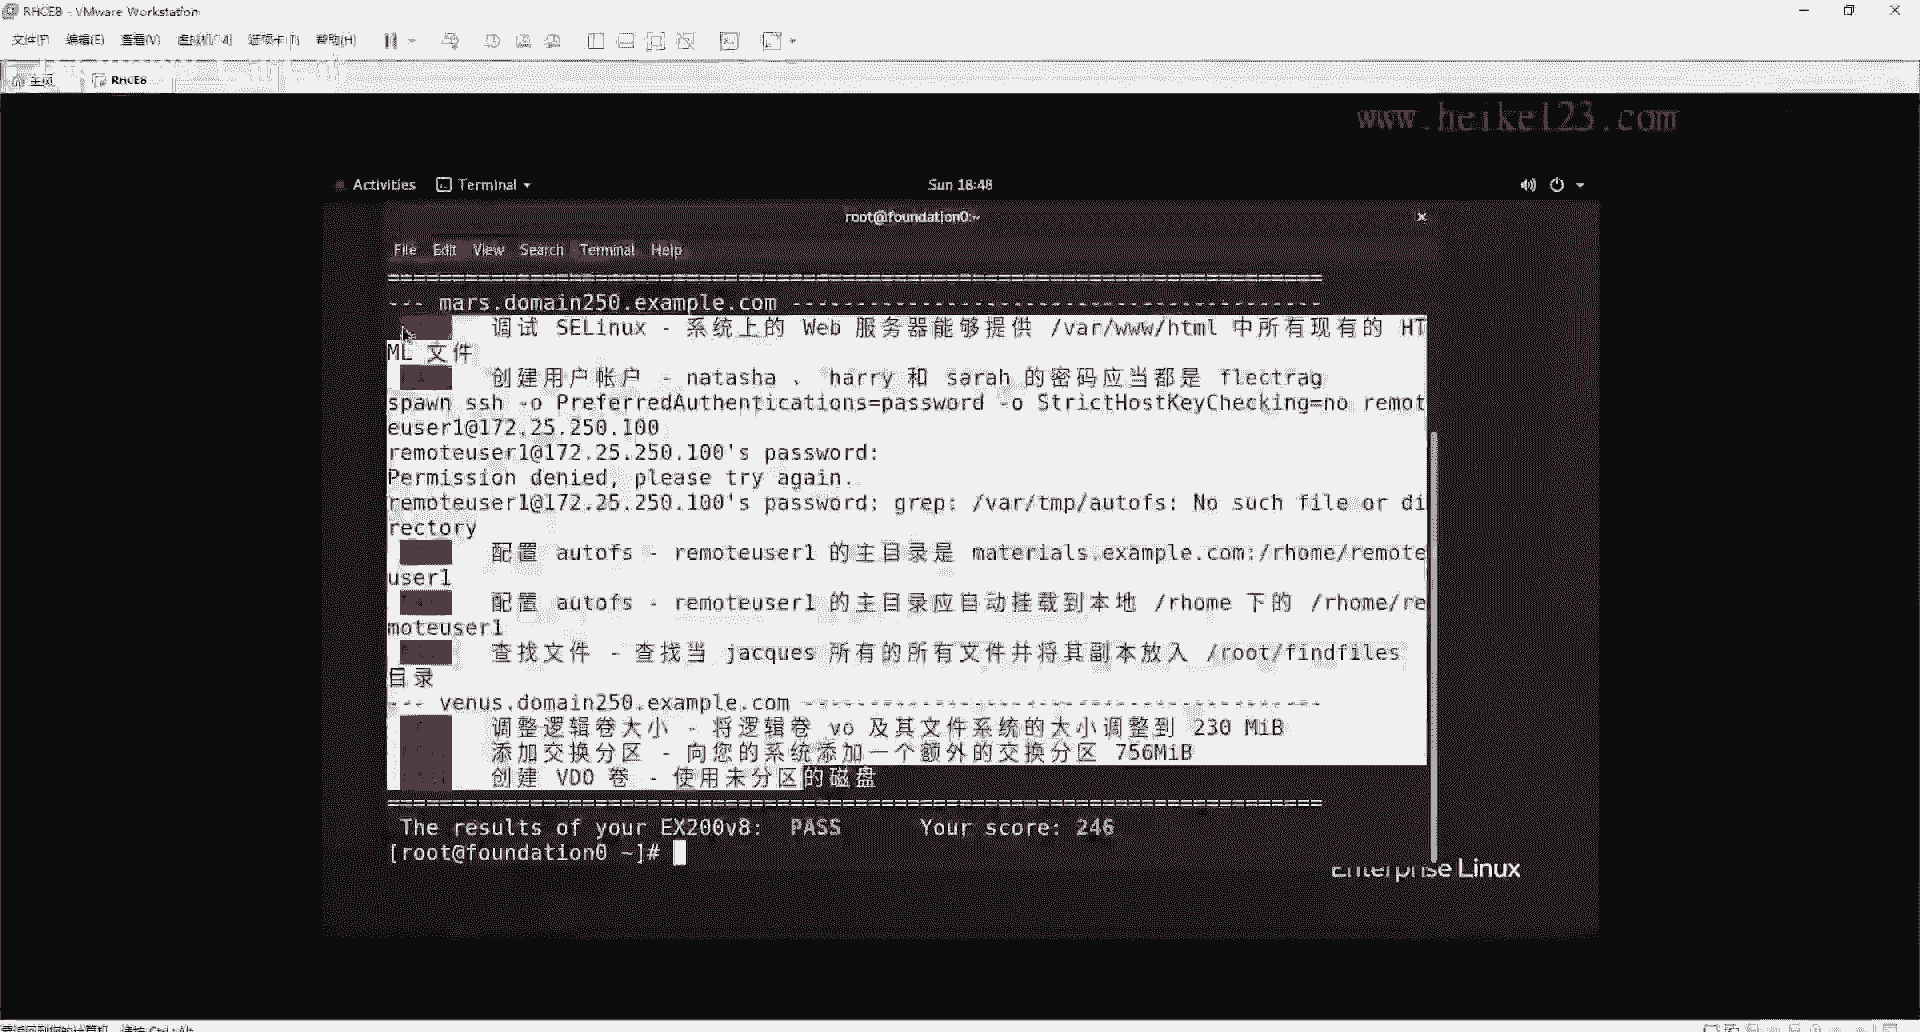 RHCE8 - VMware Workstation
文件(F) 编辑(E) 查看(V) 虚拟机(M) 选项卡(T) 帮助(H)
主页 RHCE8
www.heike123.com
Activities Terminal Sun 18:48
root@foundation0:~
File Edit View Search Terminal Help
==============================================================================
--- mars.domain250.example.com -----------------------------------------
调试 SELinux - 系统上的 Web 服务器能够提供 /var/www/html 中所有现有的 HT
ML 文件
创建用户帐户 - natasha 、 harry 和 sarah 的密码应当都是 flectrag
spawn ssh -o PreferredAuthentications=password -o StrictHostKeyChecking=no remot
euser1@172.25.250.100
remoteuser1@172.25.250.100's password:
Permission denied, please try again.
remoteuser1@172.25.250.100's password: grep: /var/tmp/autofs: No such file or di
rectory
配置 autofs - remoteuser1 的主目录是 materials.example.com:/rhome/remote
user1
配置 autofs - remoteuser1 的主目录应自动挂载到本地 /rhome 下的 /rhome/re
moteuser1
查找文件 - 查找当 jacques 所有的所有文件并将其副本放入 /root/findfiles
目录
--- venus.domain250.example.com ----------------------------------------
调整逻辑卷大小 - 将逻辑卷 vo 及其文件系统的大小调整到 230 MiB
添加交换分区 - 向您的系统添加一个额外的交换分区 756MiB
创建 VDO 卷 - 使用未分区的磁盘
==============================================================================
The results of your EX200v8: PASS Your score: 246
[root@foundation0 ~]#
Enterprise Linux